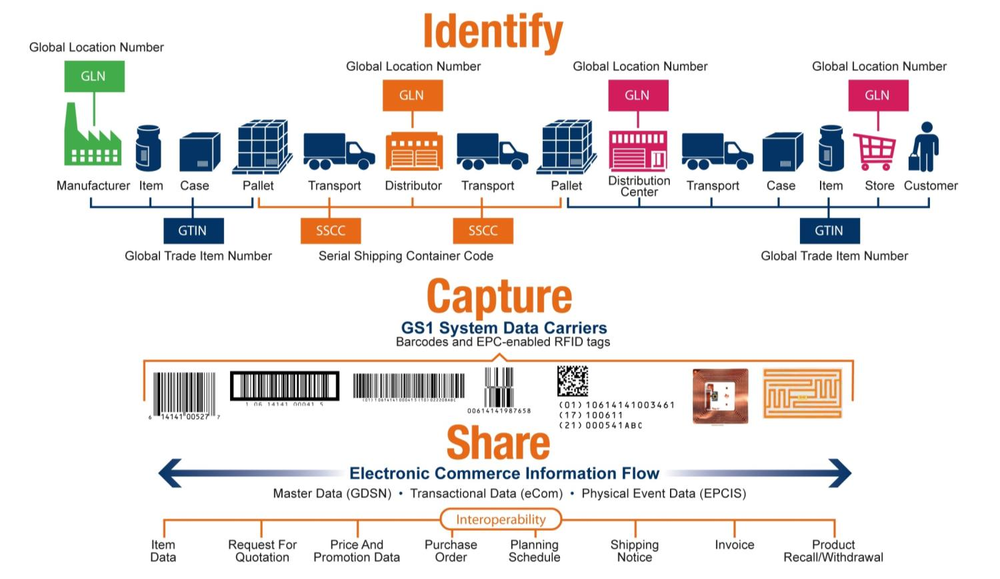 Identify
Global Location Number
Global Location Number
Global Location Number
Global Location Number
GLN
GLN
GLN
GLN
Manufacturer
Item
Case
Pallet
Transport
Distributor
Transport
Pallet
Distribution
Center
Transport
Case
Item
Store
Customer
GTIN
SSCC
SSCC
GTIN
Global Trade Item Number
Serial Shipping Container Code
Global Trade Item Number
Capture
GS1 System Data Carriers
Barcodes and EPC-enabled RFID tags
6 14141 00527 7
1 06 14141 00041 5
00614141987658
(01) 10614141003461
(17) 100611
(21) 000541ABC
Share
Electronic Commerce Information Flow
Master Data (GDSN) • Transactional Data (eCom) • Physical Event Data (EPCIS)
Interoperability
Item
Data
Request For
Quotation
Price And
Promotion Data
Purchase
Order
Planning
Schedule
Shipping
Notice
Invoice
Product
Recall/Withdrawal